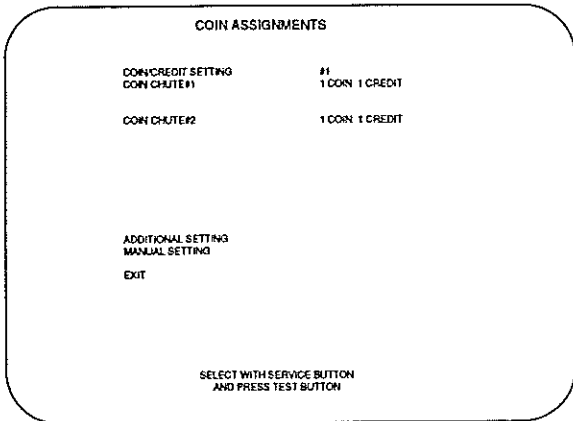 COIN ASSIGNMENTS
COIN/CREDIT SETTING #1
COIN CHUTE#1 1 COIN 1 CREDIT
COIN CHUTE#2 1 COIN 1 CREDIT
ADDITIONAL SETTING
MANUAL SETTING
EXIT
SELECT WITH SERVICE BUTTON
AND PRESS TEST BUTTON